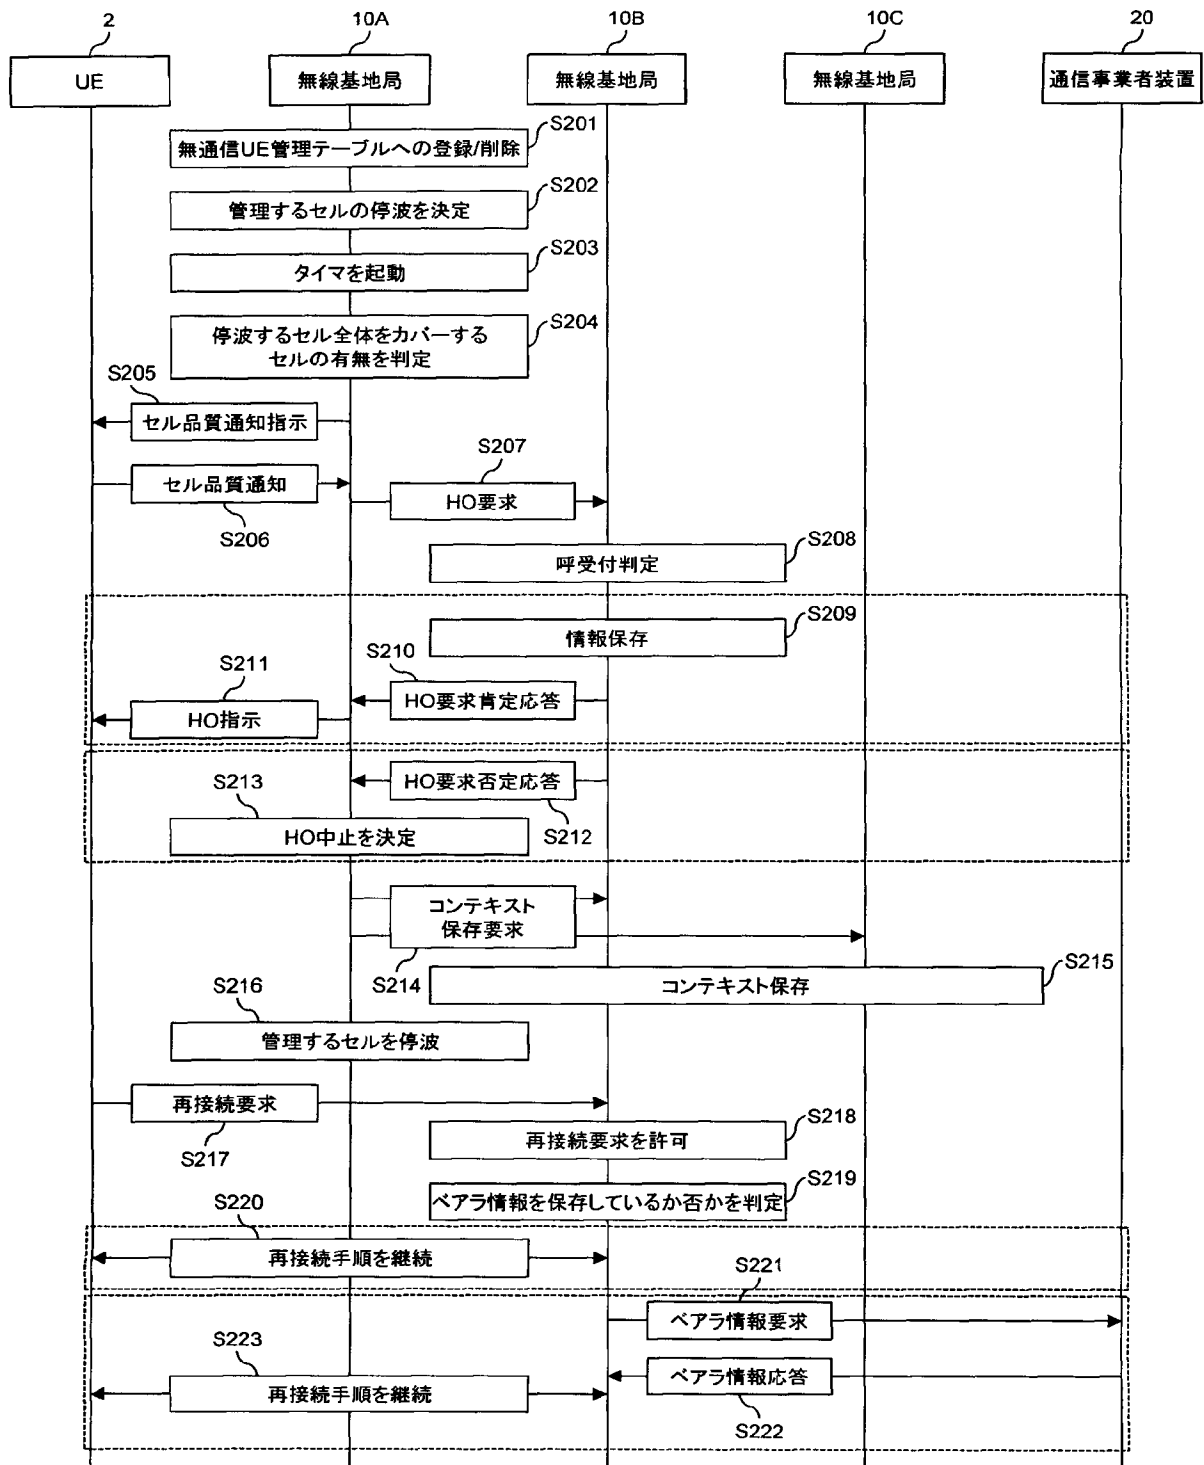 2
10A
10B
10C
20
UE
無線基地局
無線基地局
無線基地局
通信事業者装置
S201
無通信UE管理テーブルへの登録/削除
S202
管理するセルの停波を決定
S203
タイマを起動
S204
停波するセル全体をカバーする
セルの有無を判定
S205
セル品質通知指示
S207
セル品質通知
HO要求
S206
S208
呼受付判定
S209
情報保存
S210
S211
HO要求肯定応答
HO指示
HO要求否定応答
S213
S212
HO中止を決定
コンテキスト
保存要求
S214
S215
コンテキスト保存
S216
管理するセルを停波
再接続要求
S217
S218
再接続要求を許可
S219
ベアラ情報を保存しているか否かを判定
S220
再接続手順を継続
S221
ベアラ情報要求
S223
ベアラ情報応答
再接続手順を継続
S222